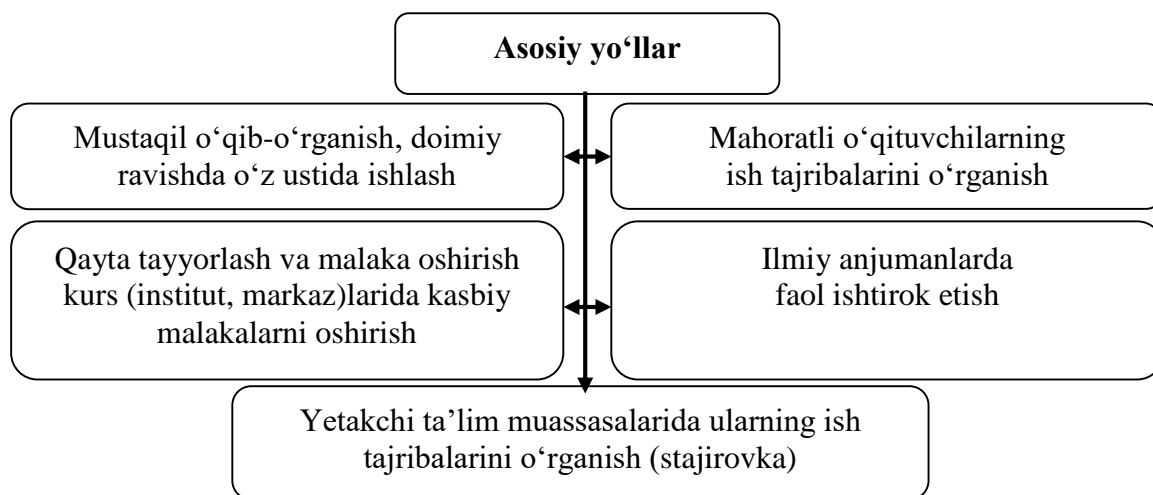 Asosiy yo‘llar
Mustaqil o‘qib-o‘rganish, doimiy
ravishda o‘z ustida ishlash
Mahoratli o‘qituvchilarning
ish tajribalarini o‘rganish
Qayta tayyorlash va malaka oshirish
kurs (institut, markaz)larida kasbiy
malakalarni oshirish
Ilmiy anjumanlarda
faol ishtirok etish
Yetakchi ta’lim muassasalarida ularning ish
tajribalarini o‘rganish (stajirovka)